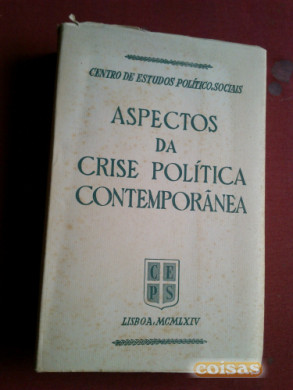 CENTRO DE ESTUDOS POLÍTICO-SOCIAIS
ASPECTOS
DA
CRISE POLÍTICA
CONTEMPORÂNEA
C E
P S
LISBOA, MCMLXIV
coisas